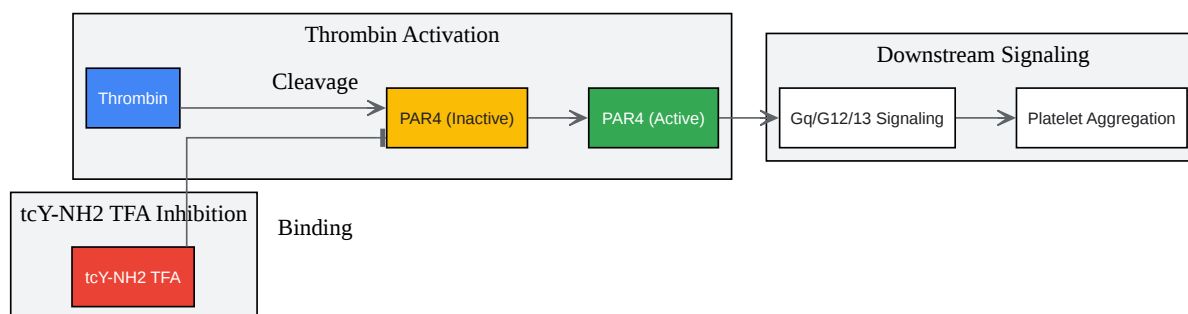 Thrombin Activation
Downstream Signaling
Cleavage
Thrombin
PAR4 (Inactive)
PAR4 (Active)
Gq/G12/13 Signaling
Platelet Aggregation
tcY-NH2 TFA Inhibition
Binding
tcY-NH2 TFA